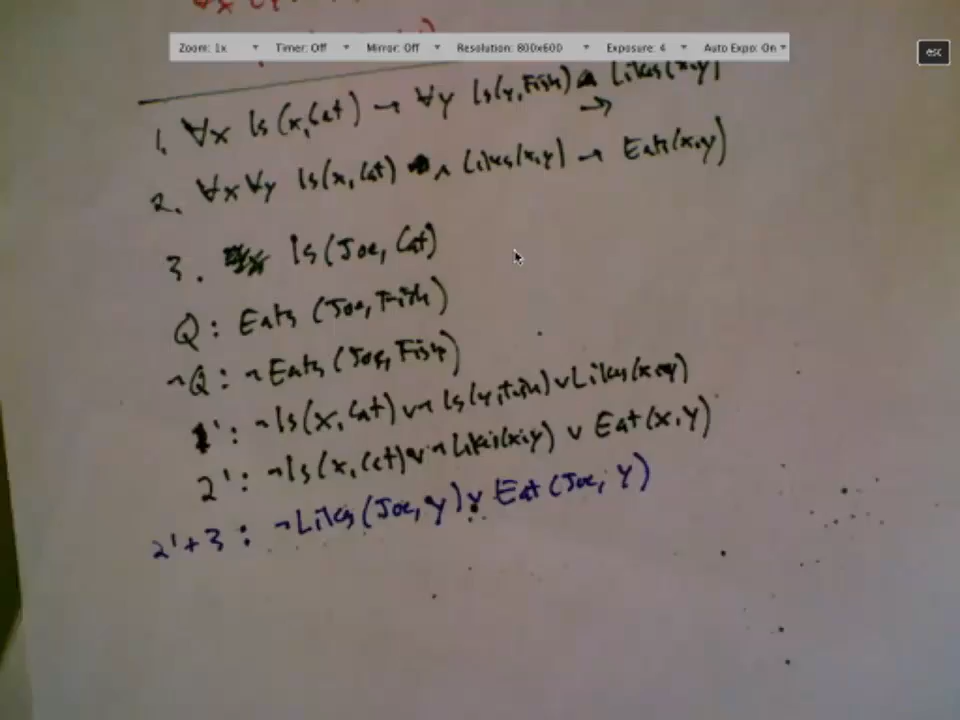 Zoom: 1x Timer: Off Mirror: Off Resolution: 800x600 Exposure: 4 Auto Expo: On
esc
1. ∀x Is(x,Cat) → ∀y Is(y,Fish) → Likes(x,y)
2. ∀x∀y Is(x,Cat) ∧ Likes(x,y) → Eats(x,y)
3. Is(Joe, Cat)
Q: Eats (Joe, Fish)
¬Q: ¬Eats (Joe, Fish)
1': ¬Is(x, Cat) ∨ ¬Is(y,Fish) ∨ Likes(x,y)
2': ¬Is(x,Cat) ∨ ¬Likes(x,y) ∨ Eat(x,y)
2'+3: ¬Likes(Joe, y) ∨ Eat(Joe, y)